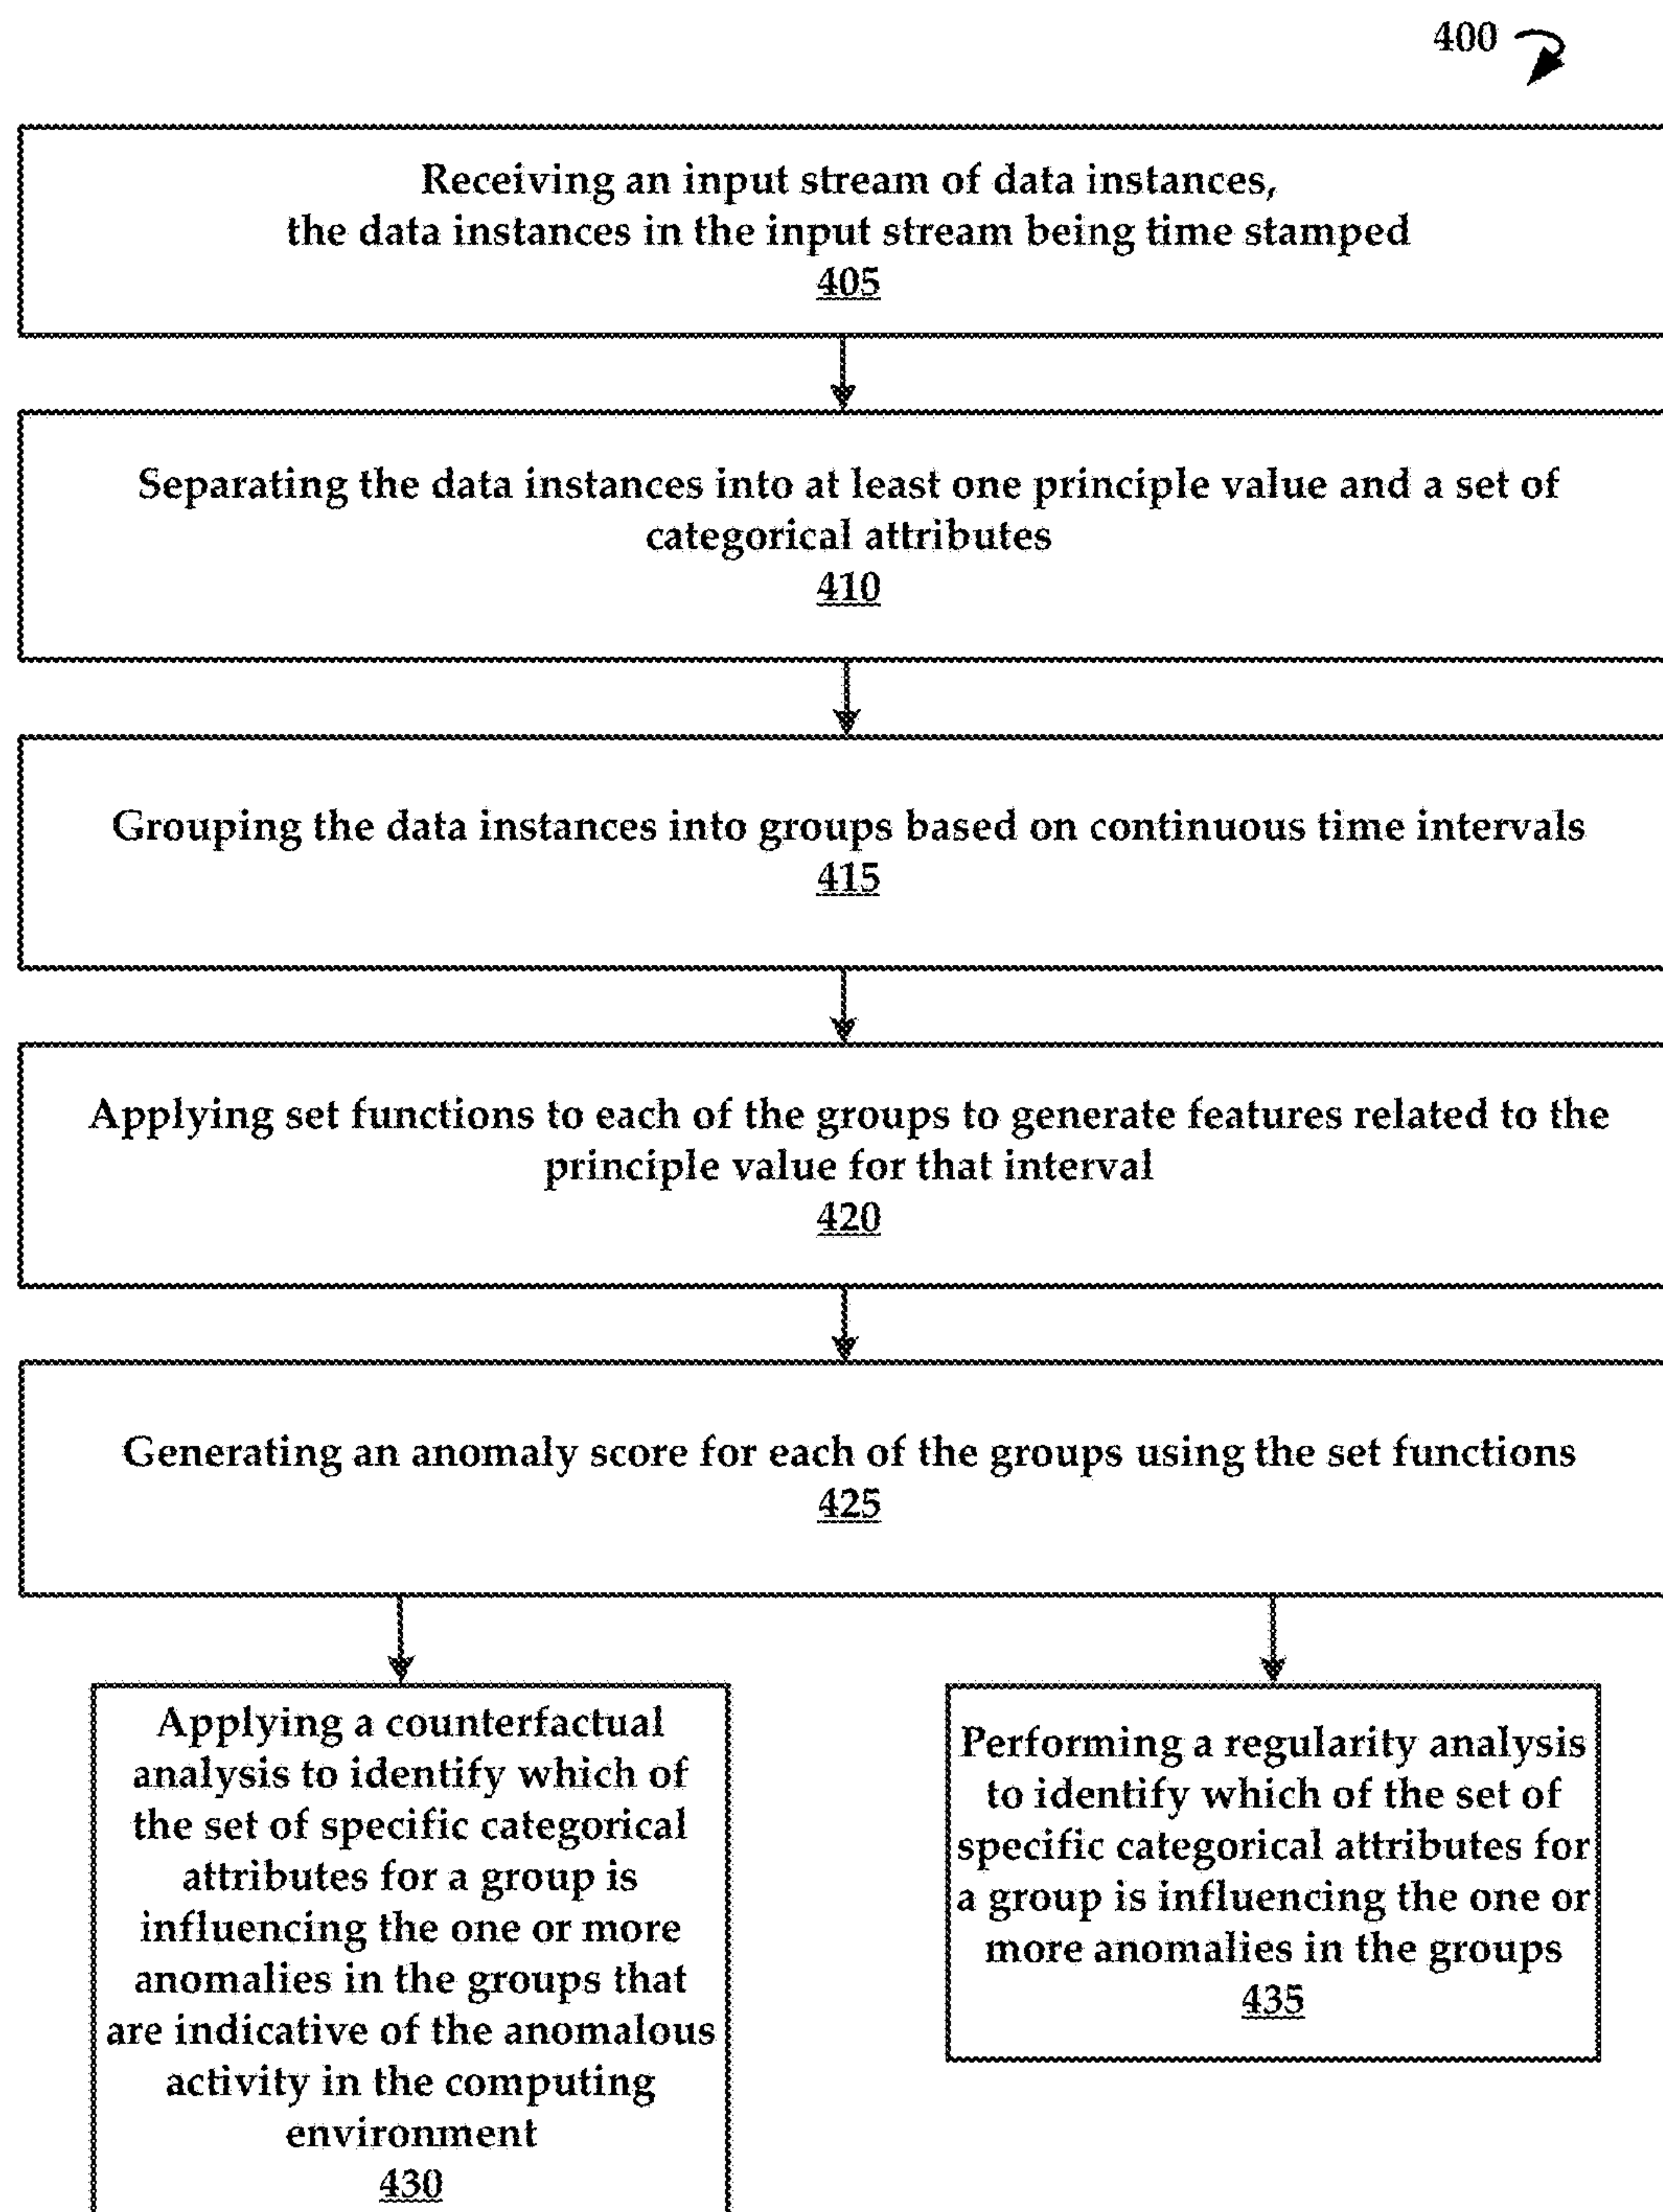 400
Receiving an input stream of data instances,
the data instances in the input stream being time stamped
405
Separating the data instances into at least one principle value and a set of
categorical attributes
410
Grouping the data instances into groups based on continuous time intervals
415
Applying set functions to each of the groups to generate features related to the
principle value for that interval
420
Generating an anomaly score for each of the groups using the set functions
425
Applying a counterfactual
analysis to identify which of
the set of specific categorical
attributes for a group is
influencing the one or more
anomalies in the groups that
are indicative of the anomalous
activity in the computing
environment
430
Performing a regularity analysis
to identify which of the set of
specific categorical attributes for
a group is influencing the one or
more anomalies in the groups
435